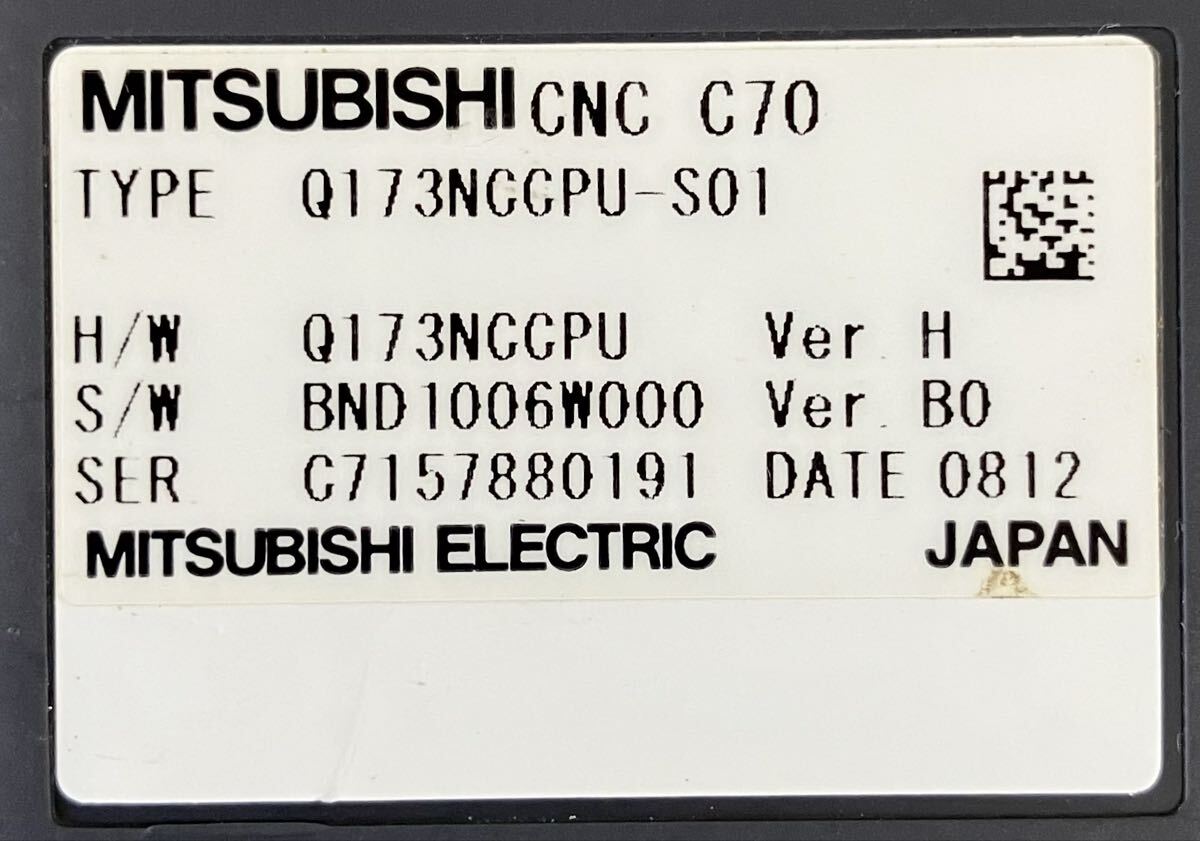 MITSUBISHI CNC C70
TYPE Q173NCCPU-S01
H/W Q173NCCPU Ver H
S/W BND1006W000 Ver B0
SER C7157880191 DATE 0812
MITSUBISHI ELECTRIC JAPAN